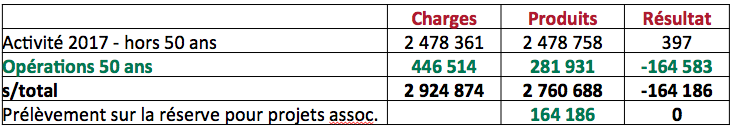 Charges Produits Résultat
Activité 2017 - hors 50 ans 2 478 361 2 478 758 397
Opérations 50 ans 446 514 281 931 -164 583
s/total 2 924 874 2 760 688 -164 186
Prélèvement sur la réserve pour projets assoc. 164 186 0